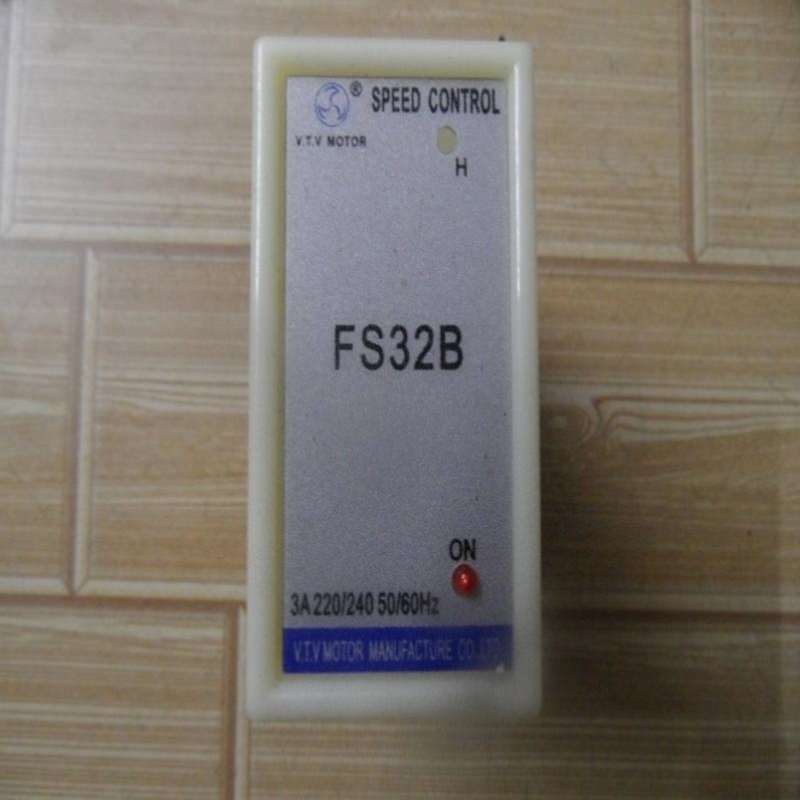 ® SPEED CONTROL
V.T.V MOTOR
H
FS32B
ON
3A 220/240 50/60Hz
V.T.V MOTOR MANUFACTURE CO.,LTD